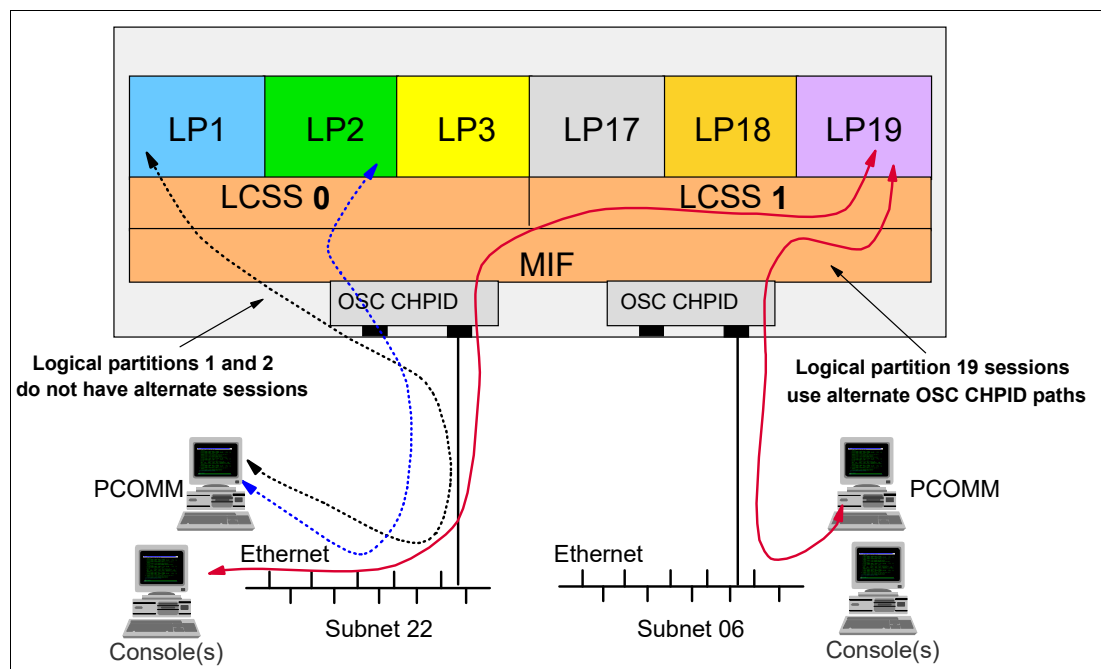 LP1
LP2
LP3
LP17
LP18
LP19
LCSS 0
LCSS 1
MIF
OSC CHPID
OSC CHPID
Logical partitions 1 and 2
do not have alternate sessions
Logical partition 19 sessions
use alternate OSC CHPID paths
PCOMM
PCOMM
Ethernet
Ethernet
Subnet 22
Subnet 06
Console(s)
Console(s)